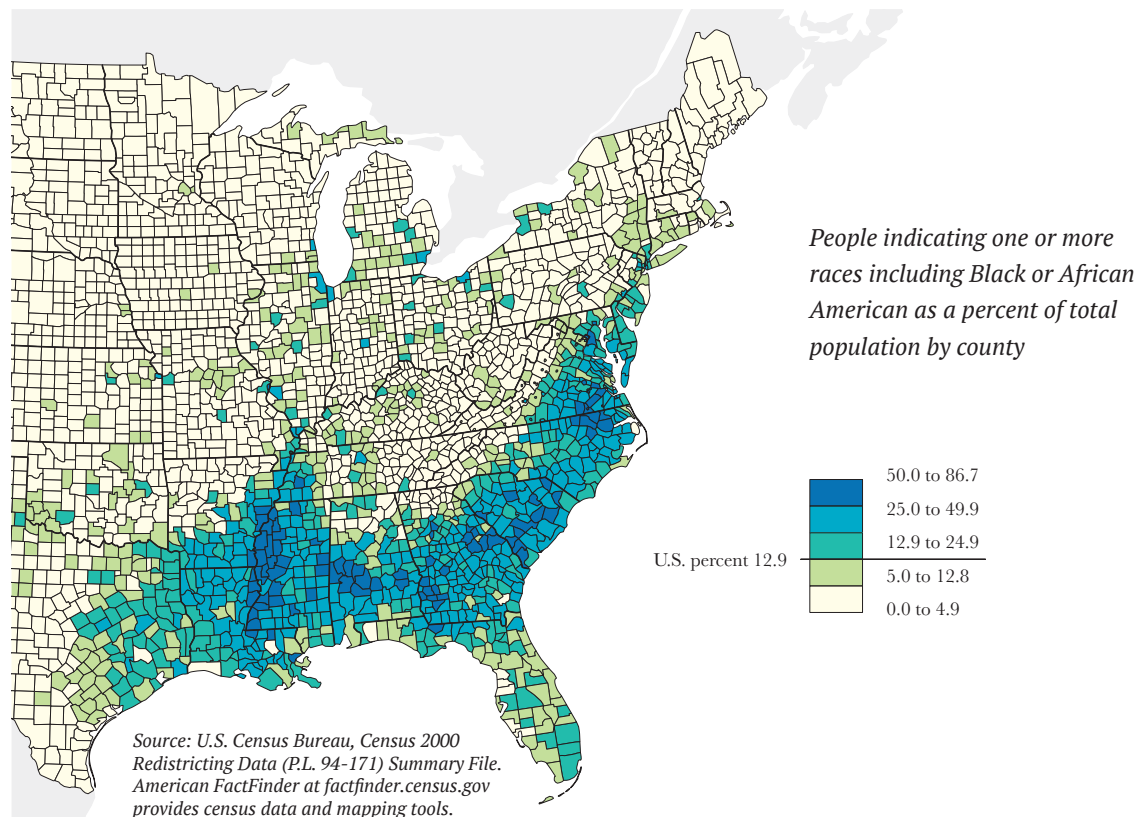 People indicating one or more
races including Black or African
American as a percent of total
population by county
50.0 to 86.7
25.0 to 49.9
12.9 to 24.9
U.S. percent 12.9
5.0 to 12.8
0.0 to 4.9
Source: U.S. Census Bureau, Census 2000
Redistricting Data (P.L. 94-171) Summary File.
American FactFinder at factfinder.census.gov
provides census data and mapping tools.